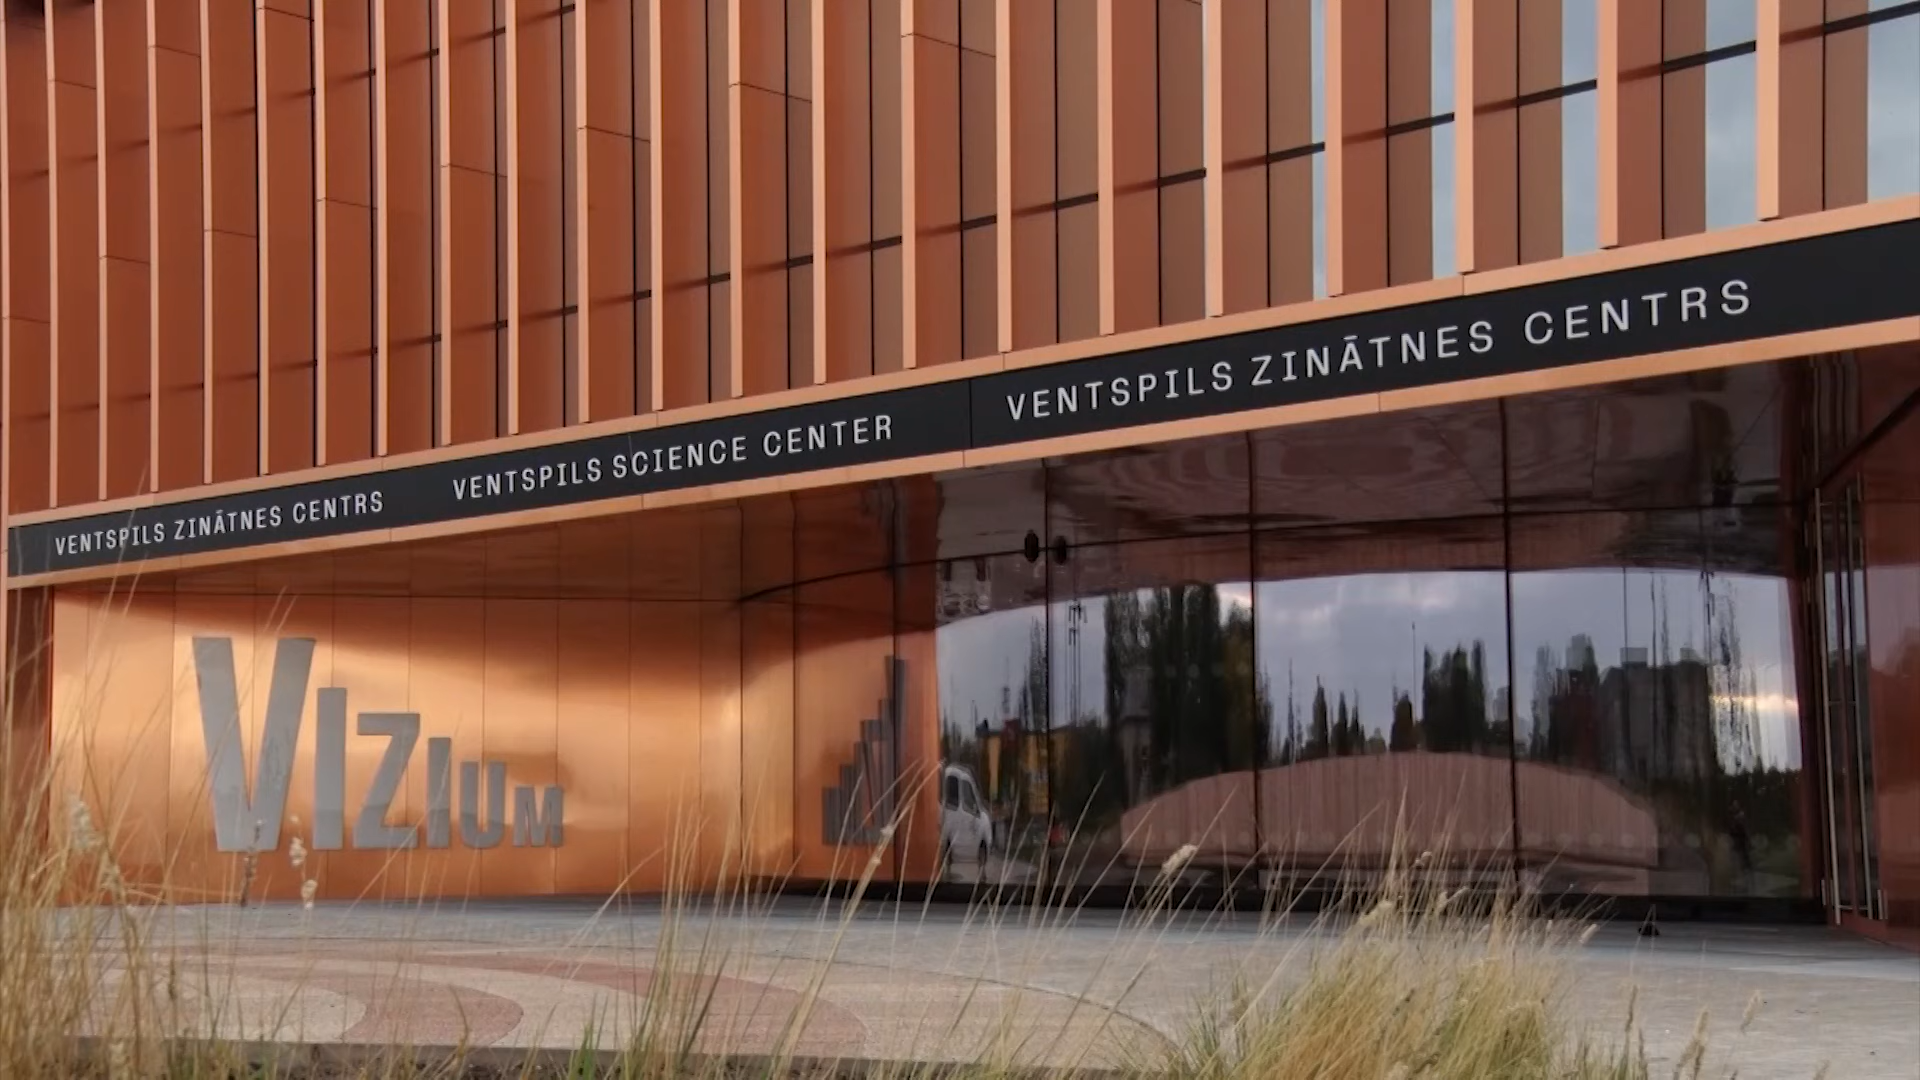 VENTSPILS ZINĀTNES CENTRS
VENTSPILS SCIENCE CENTER
VENTSPILS ZINĀTNES CENTRS
VIZIUM